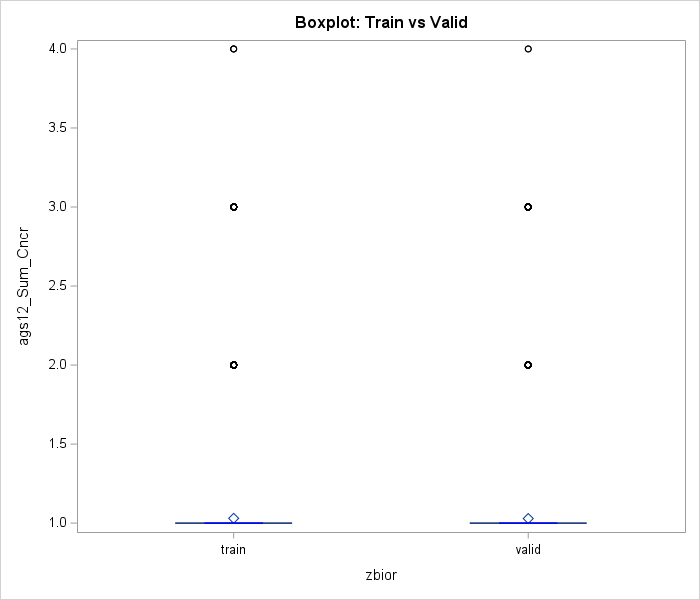 Boxplot: Train vs Valid
4.0
3.5
3.0
2.5
2.0
1.5
1.0
ags12_Sum_Cncr
train valid
zbior